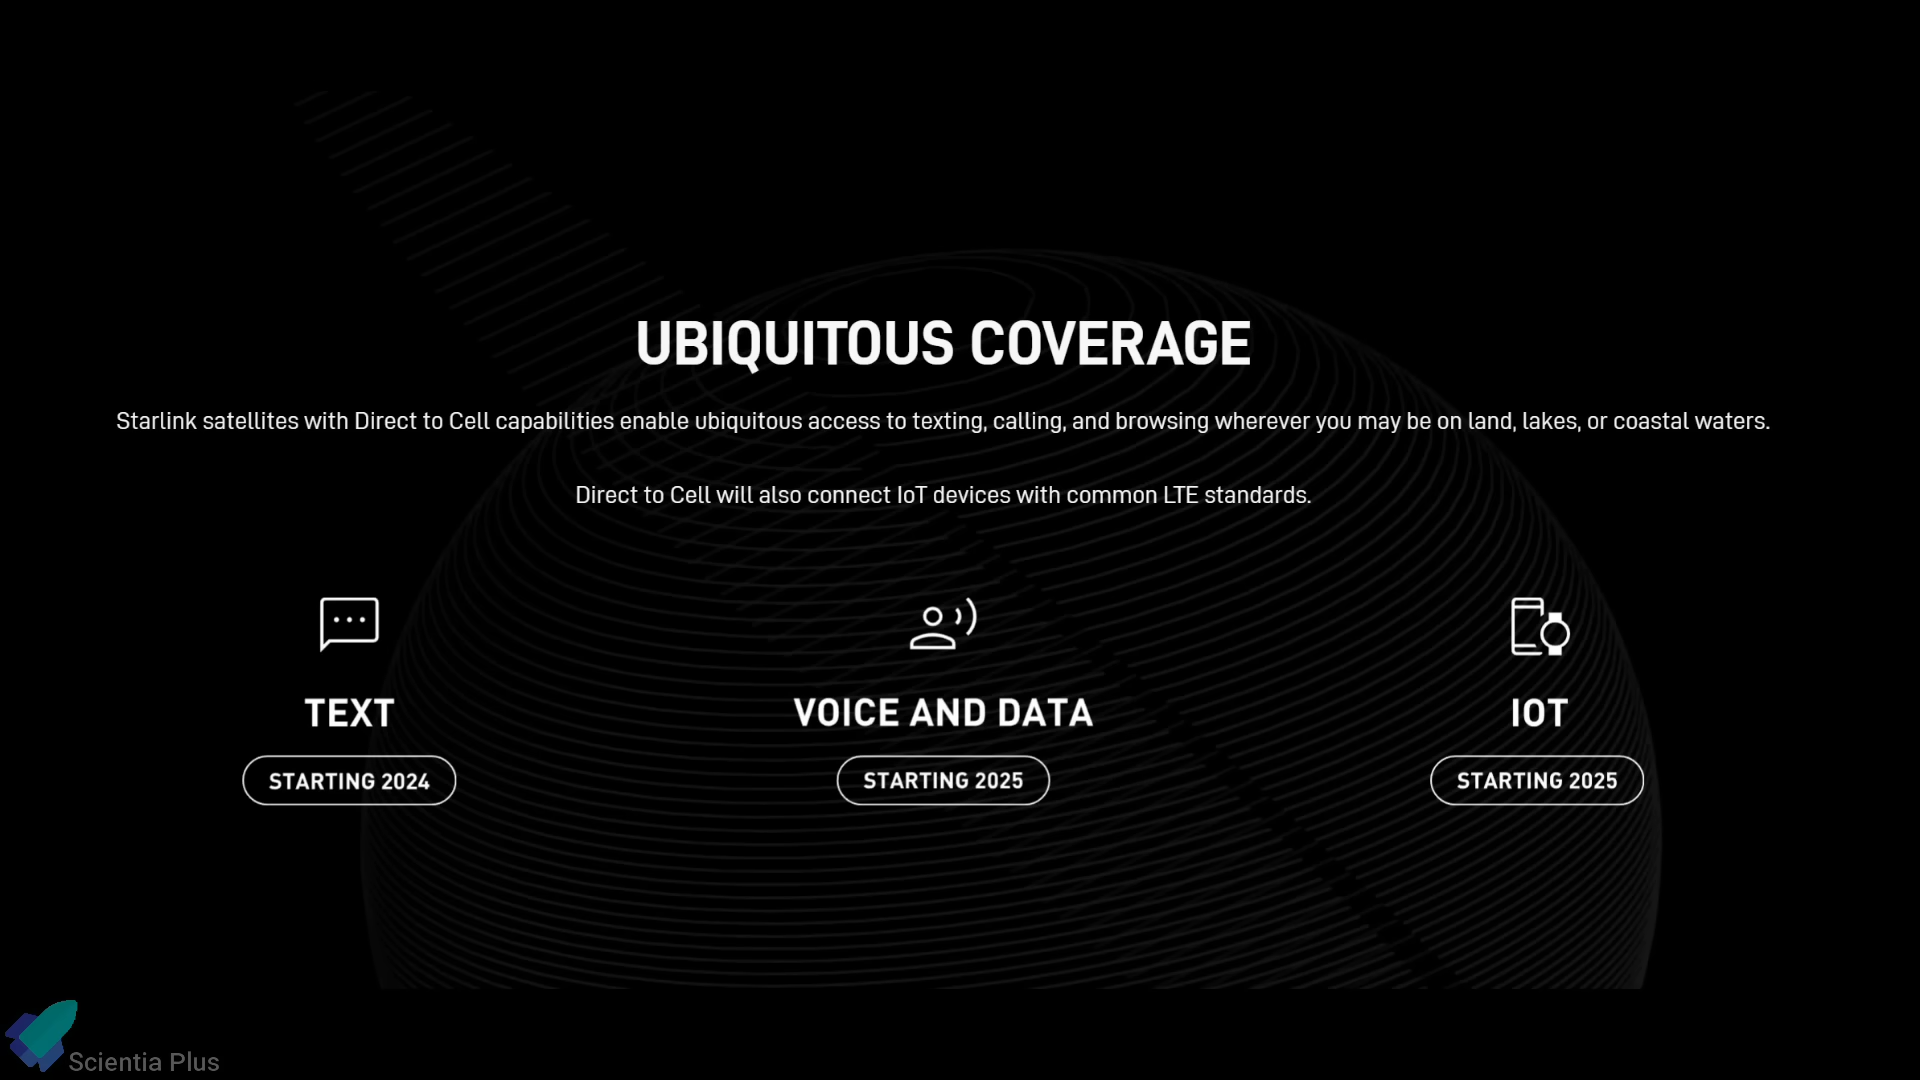 UBIQUITOUS COVERAGE
Starlink satellites with Direct to Cell capabilities enable ubiquitous access to texting, calling, and browsing wherever you may be on land, lakes, or coastal waters.
Direct to Cell will also connect IoT devices with common LTE standards.
TEXT
STARTING 2024
VOICE AND DATA
STARTING 2025
IOT
STARTING 2025
Scientia Plus